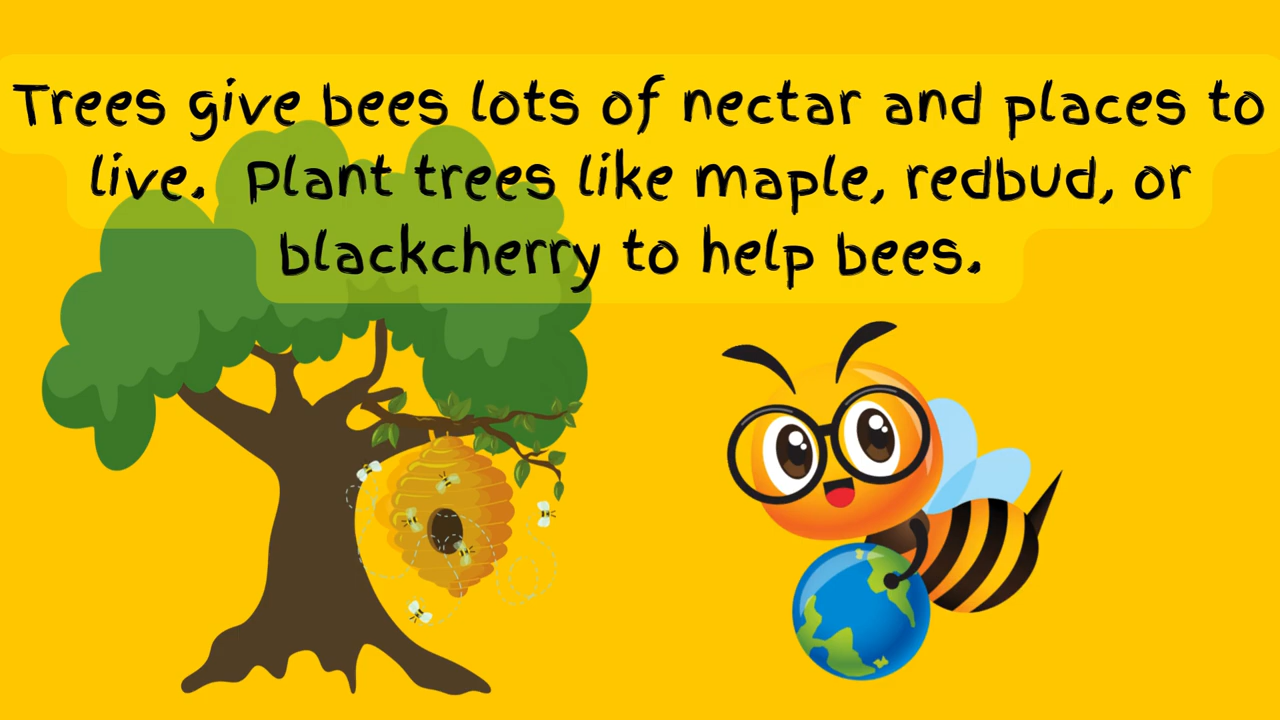 Trees give bees lots of nectar and places to
live.  Plant trees like maple, redbud, or
blackcherry to help bees.